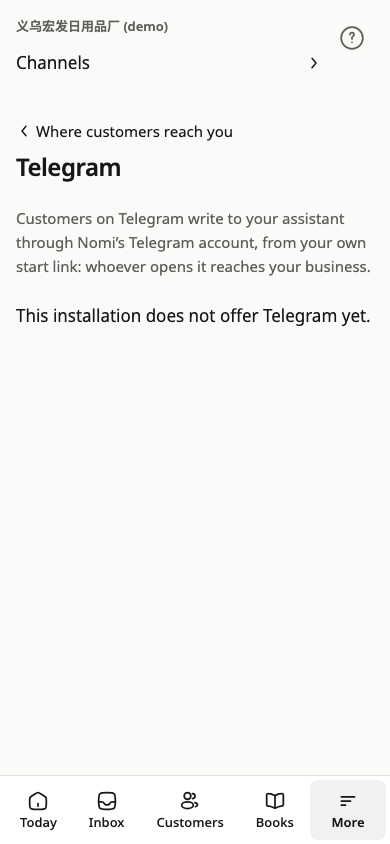 义乌宏发日用品厂 (demo)
Channels
Where customers reach you
Telegram
Customers on Telegram write to your assistant
through Nomi’s Telegram account, from your own
start link: whoever opens it reaches your business.
This installation does not offer Telegram yet.
Today
Inbox
Customers
Books
More